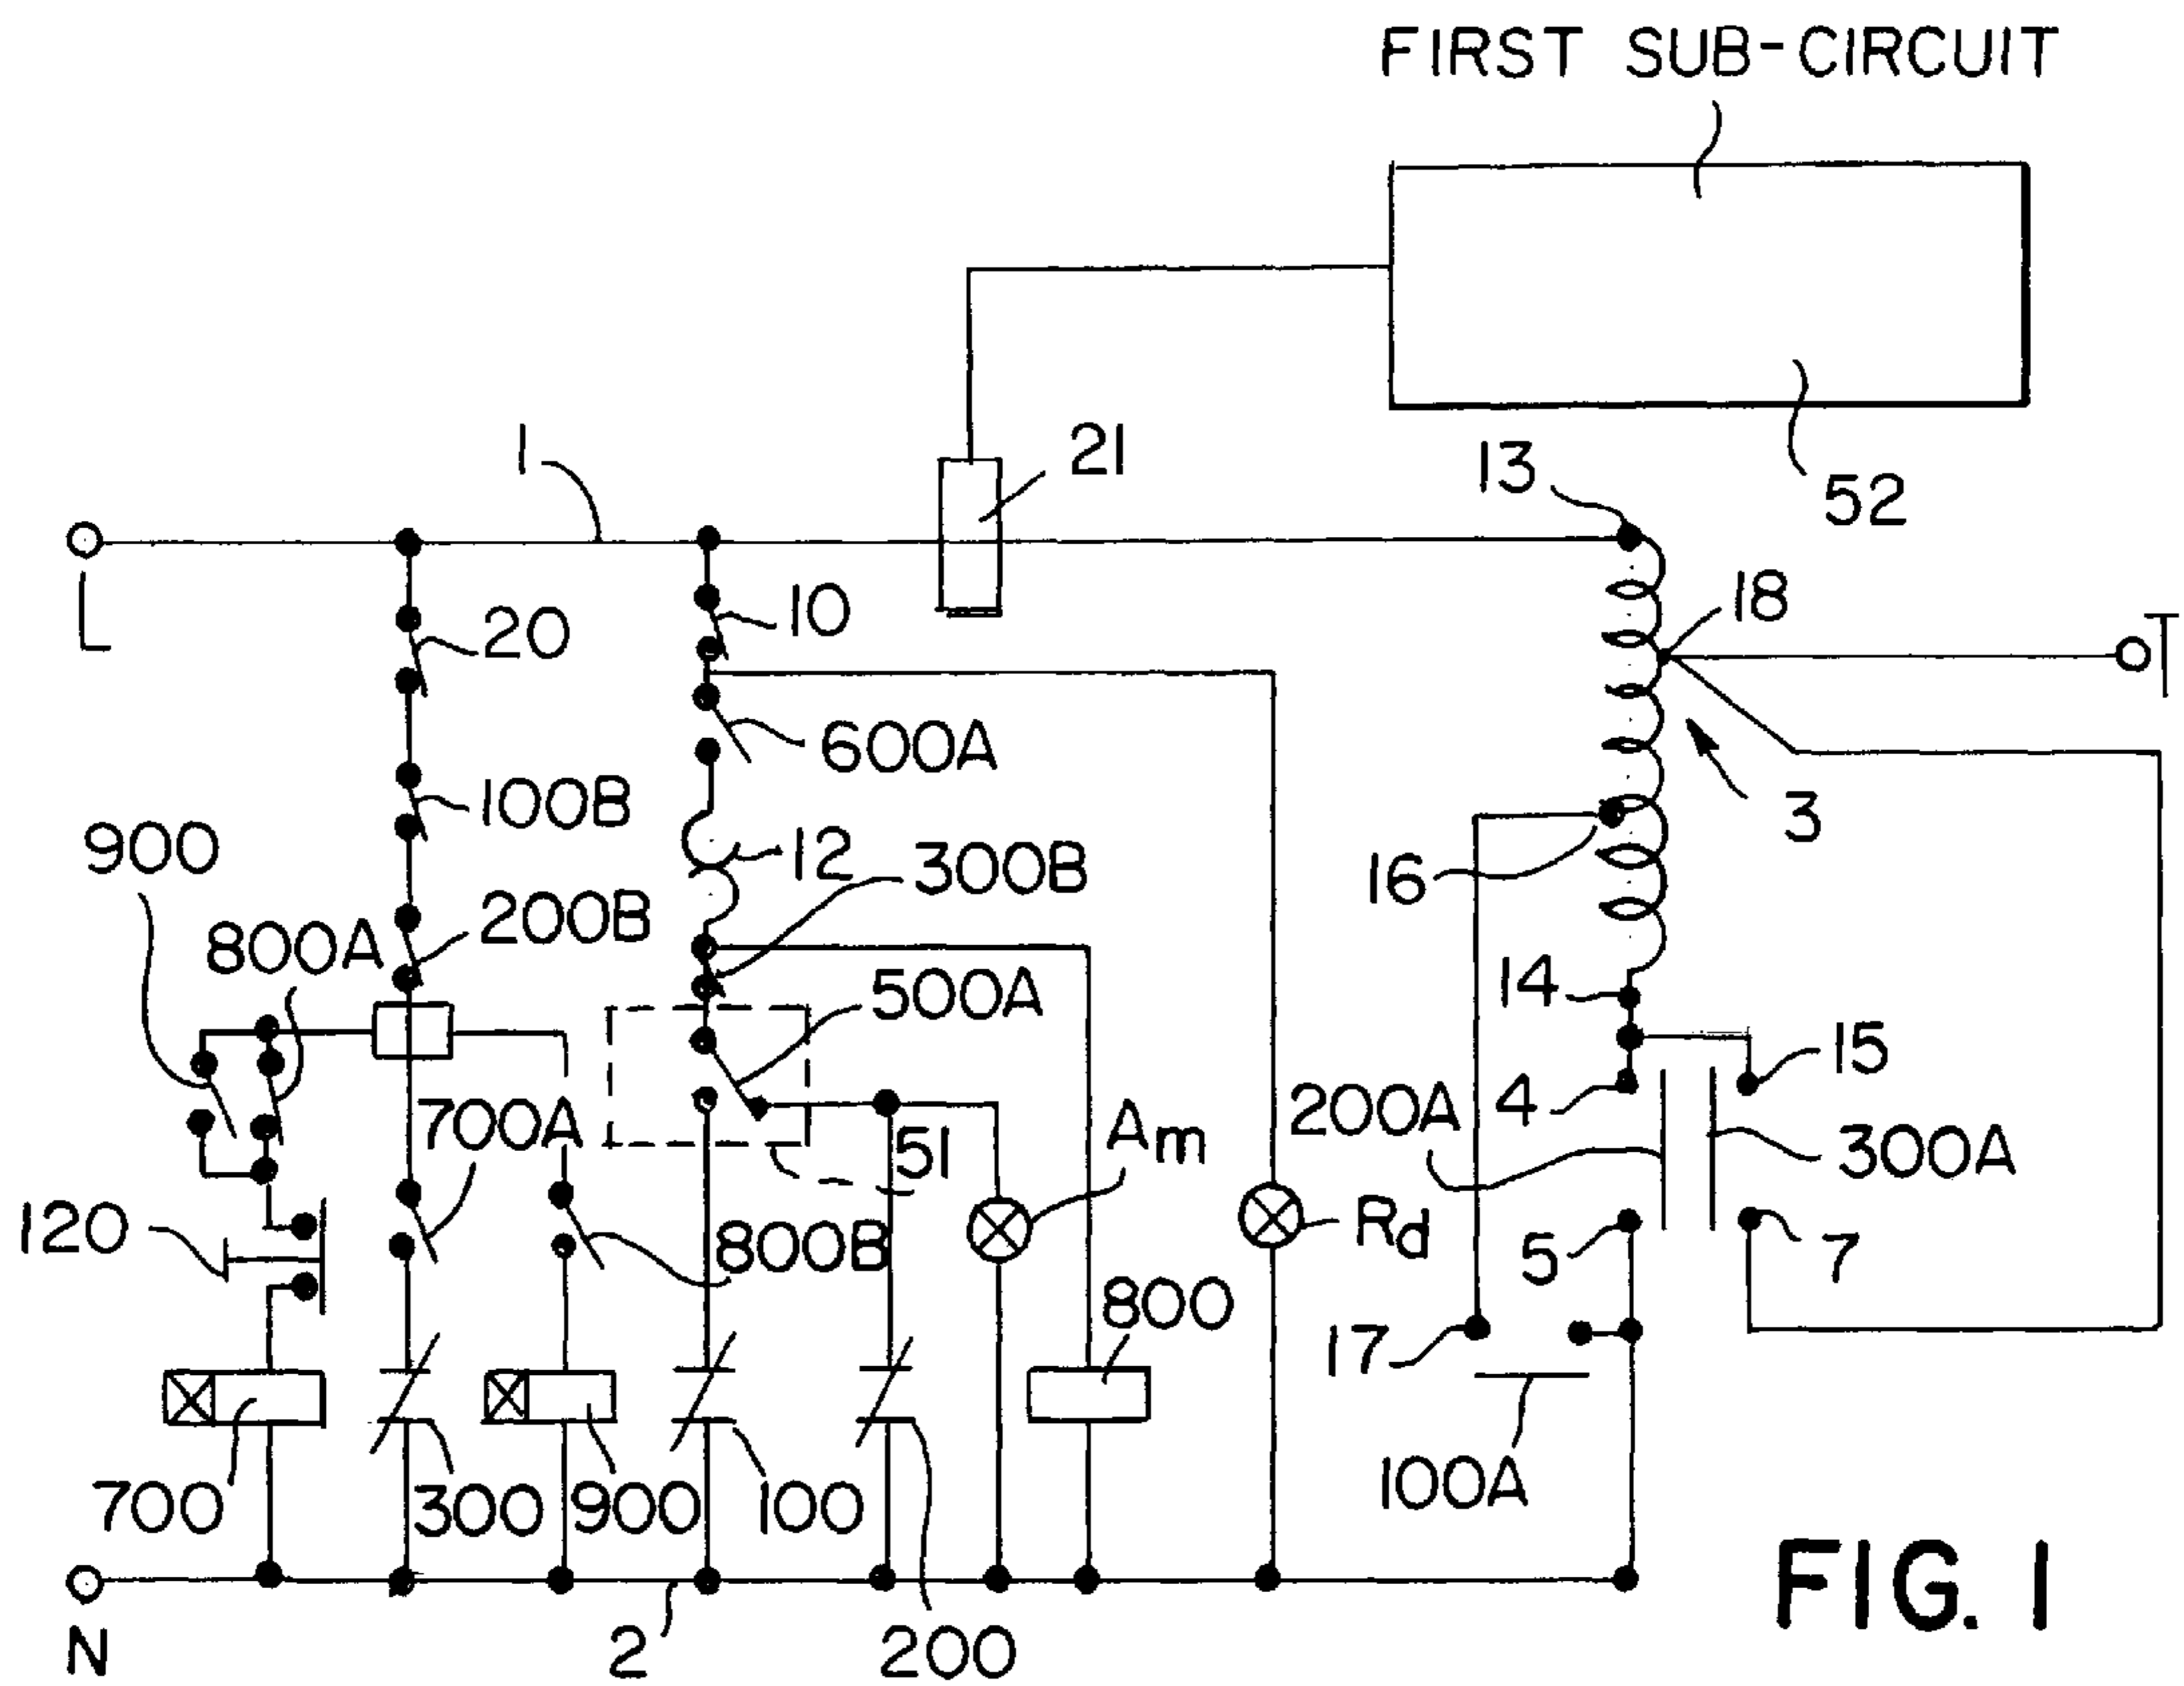 FIRST SUB-CIRCUIT
52
1
21
13
L
20
10
18
T
600A
100B
3
900
12
300B
16
200B
800A
500A
14
15
700A
51
Am
200A
4
300A
120
800B
Rd
5
7
800
17
100A
700
300
900
100
N
2
200
FIG. 1